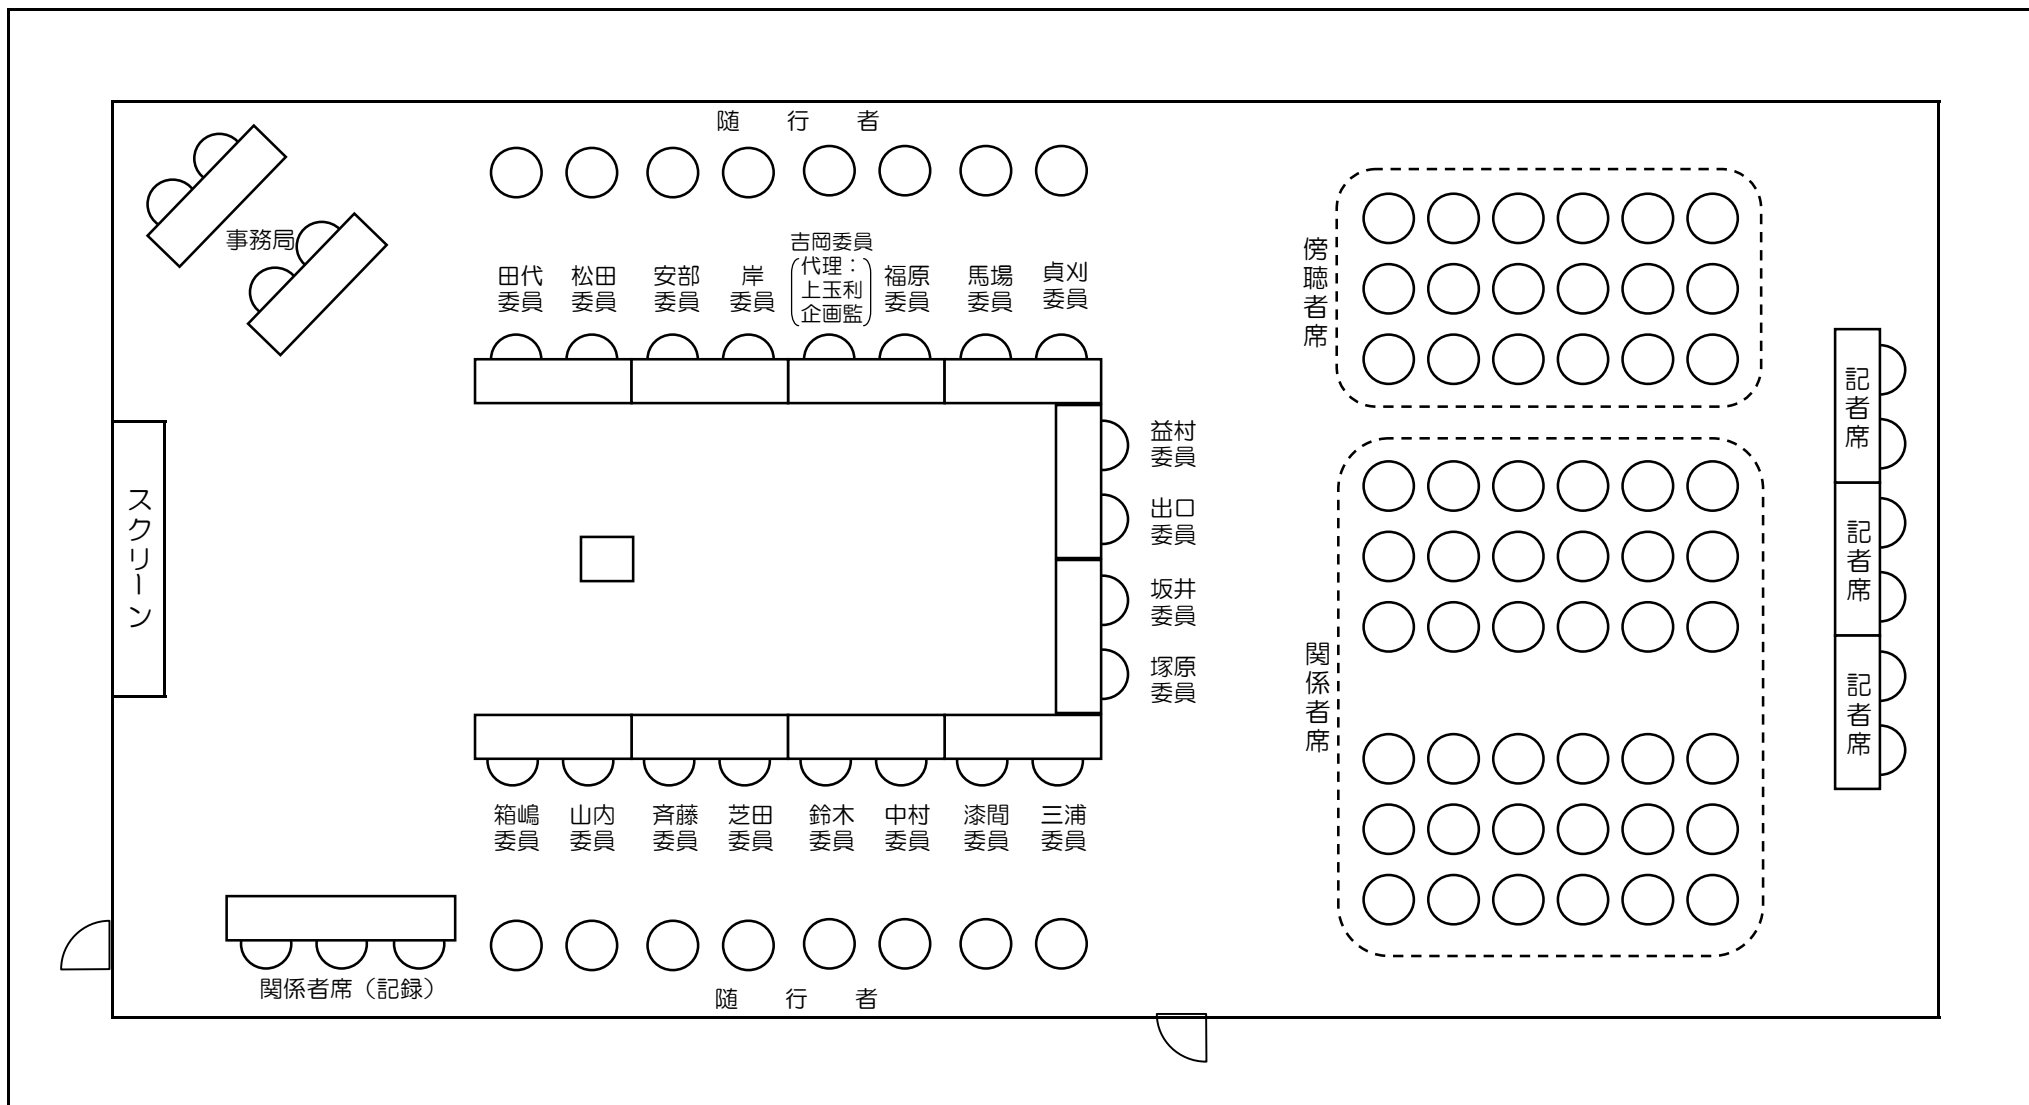 随 行 者
事務局
田代
委員
松田
委員
安部
委員
岸
委員
吉岡委員
(代理：
上玉利
企画監)
福原
委員
馬場
委員
貞刈
委員
益村
委員
出口
委員
坂井
委員
塚原
委員
スクリーン
箱嶋
委員
山内
委員
斉藤
委員
芝田
委員
鈴木
委員
中村
委員
漆間
委員
三浦
委員
関係者席（記録）
随 行 者
傍聴者席
関係者席
記者席
記者席
記者席